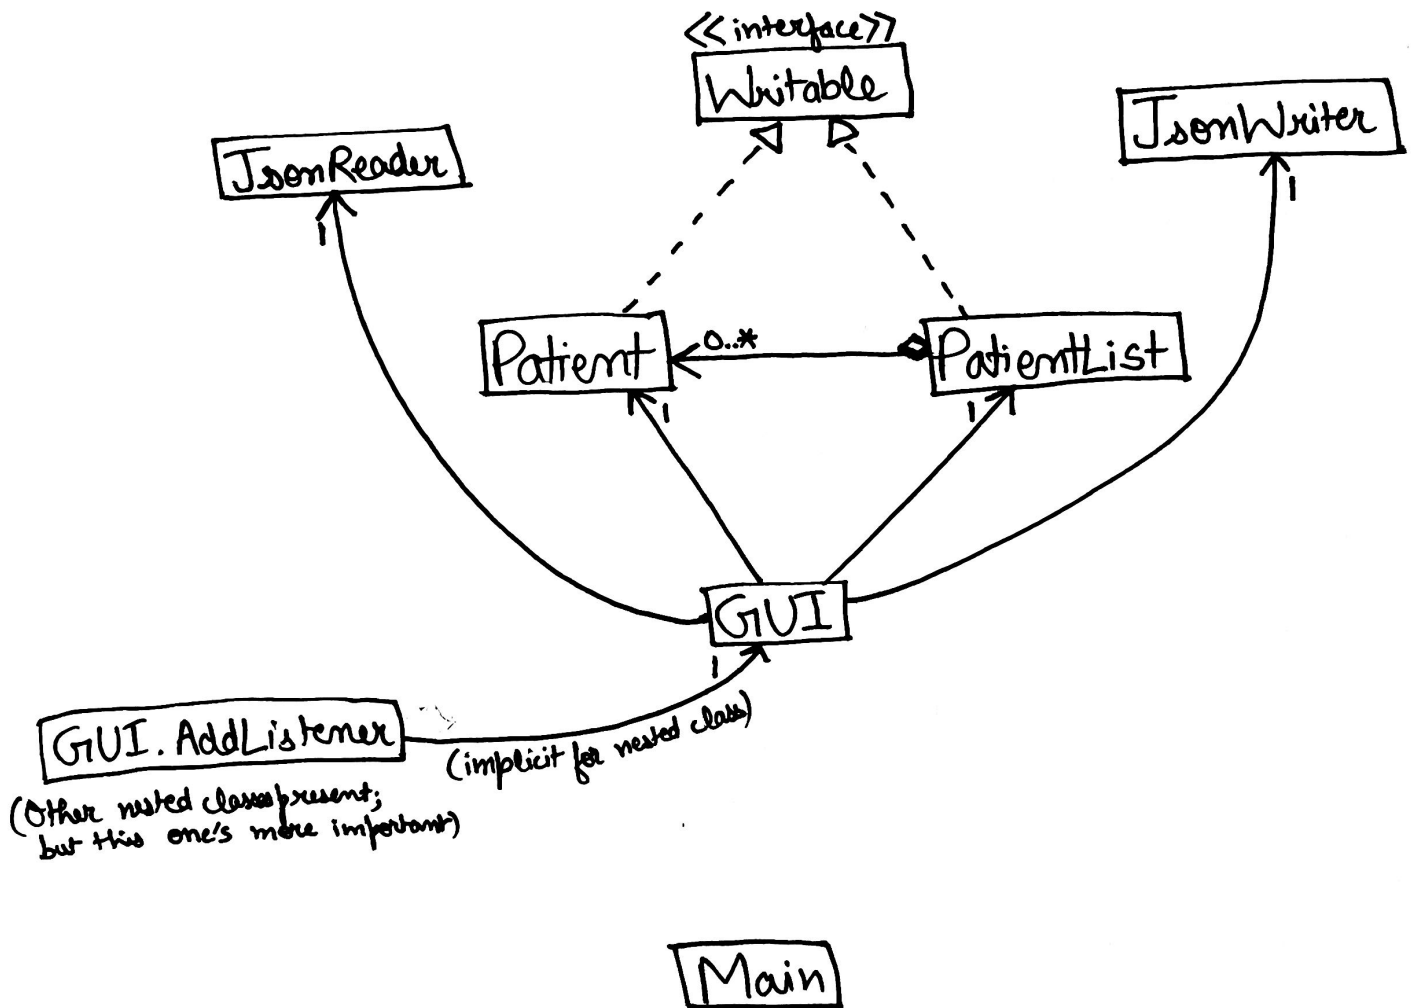 <<interface>>
Writable
JsonWriter
JsonReader
1
1
Patient
0..*
PatientList
1
1
GUI
1
GUI.AddListener
(implicit for nested class)
(Other nested classes present;
but this one's more important)
Main